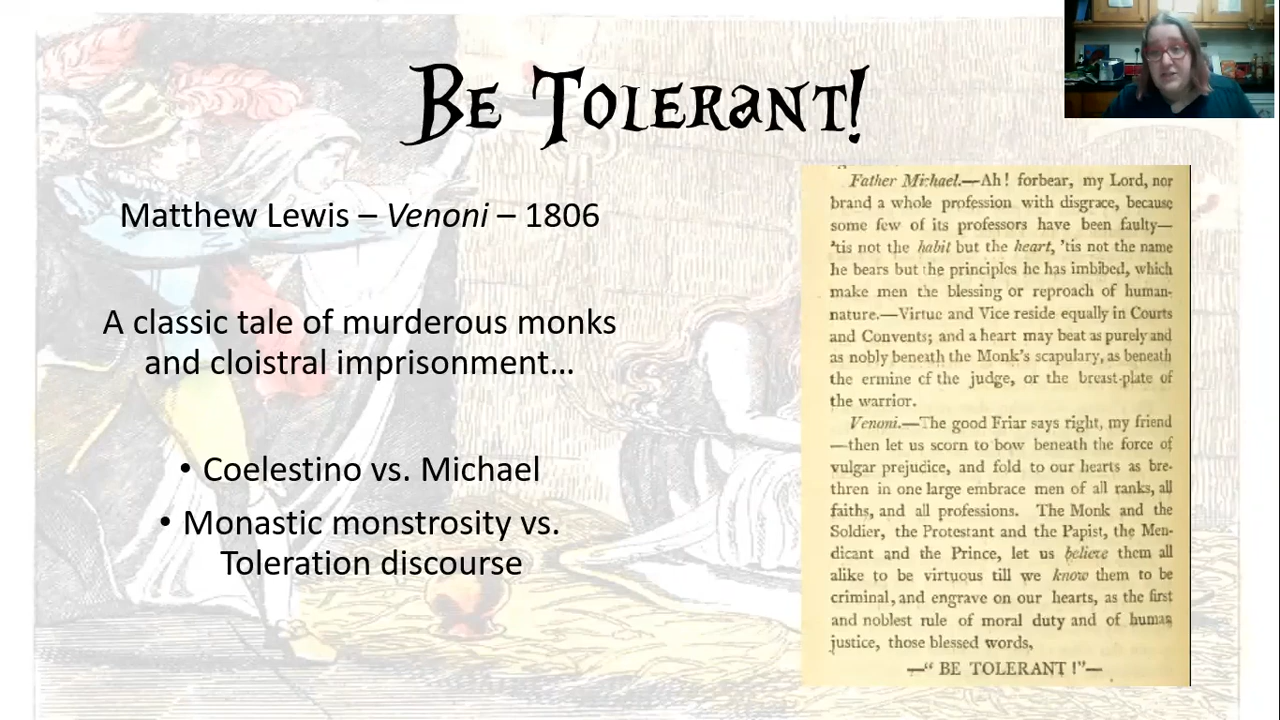 Be Tolerant!
Matthew Lewis – Venoni – 1806
A classic tale of murderous monks
and cloistral imprisonment…
• Coelestino vs. Michael
• Monastic monstrosity vs.
Toleration discourse
Father Michael.—Ah! forbear, my Lord, nor
brand a whole profession with disgrace, because
some few of its professors have been faulty—
'tis not the habit but the heart, 'tis not the name
he bears but the principles he has imbibed, which
make men the blessing or reproach of human-
nature.—Virtue and Vice reside equally in Courts
and Convents; and a heart may beat as purely and
as nobly beneath the Monk's scapulary, as beneath
the ermine of the judge, or the breast-plate of
the warrior.
Venoni.—The good Friar says right, my friend
—then let us scorn to bow beneath the force of
vulgar prejudice, and fold to our hearts as bre-
thren in one large embrace men of all ranks, all
faiths, and all professions. The Monk and the
Soldier, the Protestant and the Papist, the Men-
dicant and the Prince, let us believe them all
alike to be virtuous till we know them to be
criminal, and engrave on our hearts, as the first
and noblest rule of moral duty and of human
justice, those blessed words,
—“ BE TOLERANT !”—